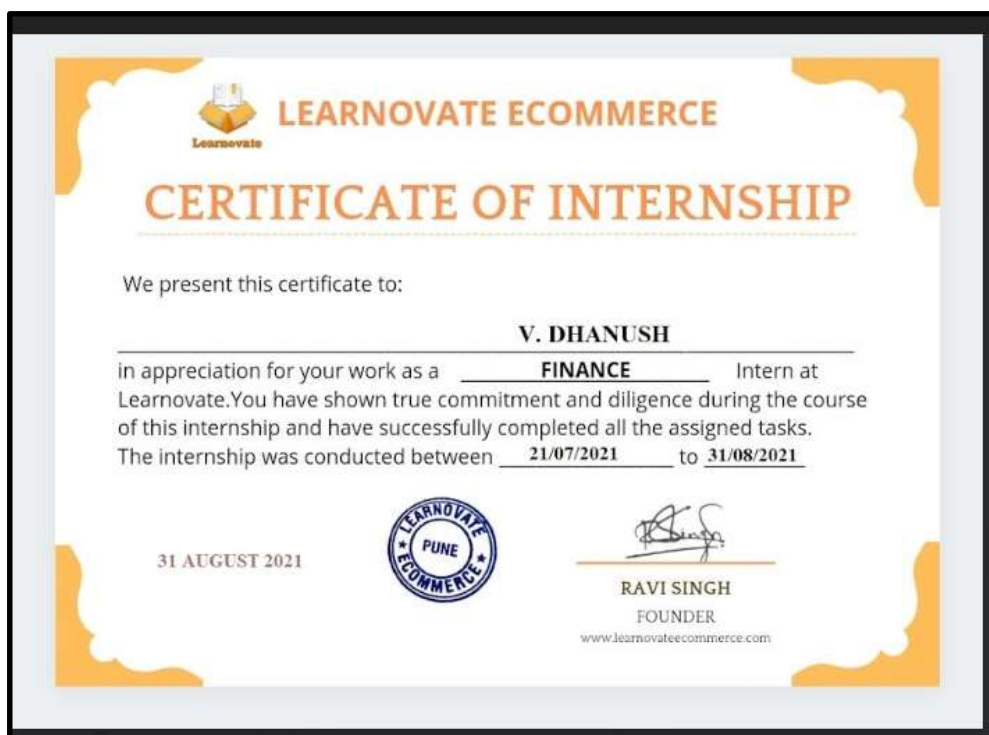 LEARNOVATE ECOMMERCE
Learnovate
CERTIFICATE OF INTERNSHIP
We present this certificate to:
V. DHANUSH
in appreciation for your work as a FINANCE Intern at
Learnovate.You have shown true commitment and diligence during the course
of this internship and have successfully completed all the assigned tasks.
The internship was conducted between 21/07/2021 to 31/08/2021
31 AUGUST 2021
LEARNOVATE
PUNE
ECOMMERCE
RSingh
RAVI SINGH
FOUNDER
www.learnovateecommerce.com